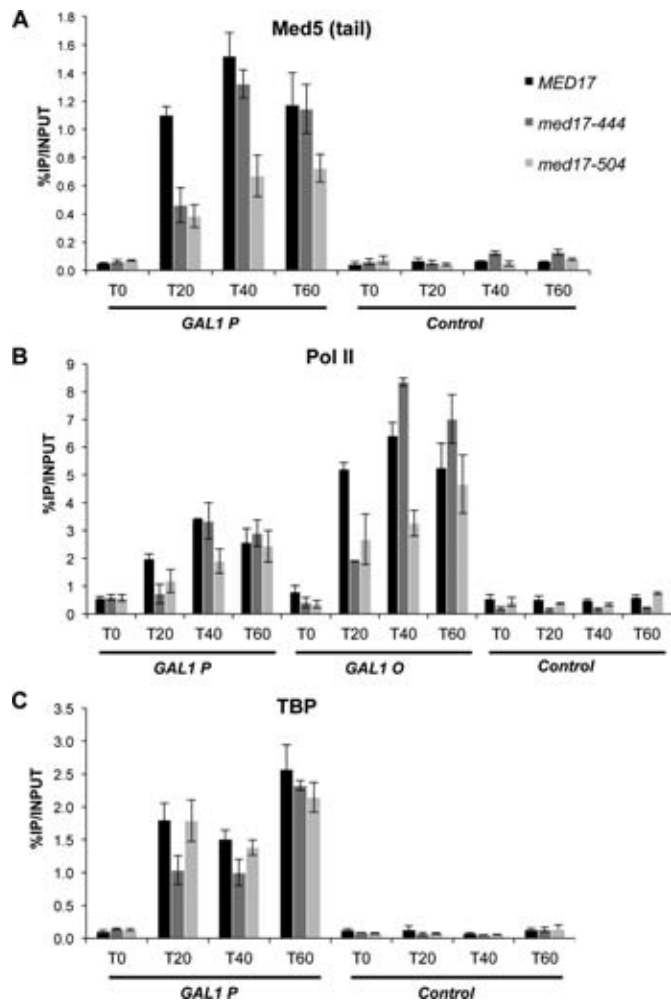 A
Med5 (tail)
%IP/INPUT
1.8
1.6
1.4
1.2
1.0
0.8
0.6
0.4
0.2
0.0
MED17
med17-444
med17-504
T0 T20 T40 T60 T0 T20 T40 T60
GAL1 P Control
B
Pol II
%IP/INPUT
9
8
7
6
5
4
3
2
1
0
T0 T20 T40 T60 T0 T20 T40 T60 T0 T20 T40 T60
GAL1 P GAL1 O Control
C
TBP
%IP/INPUT
3.5
3.0
2.5
2.0
1.5
1.0
0.5
0.0
T0 T20 T40 T60 T0 T20 T40 T60
GAL1 P Control